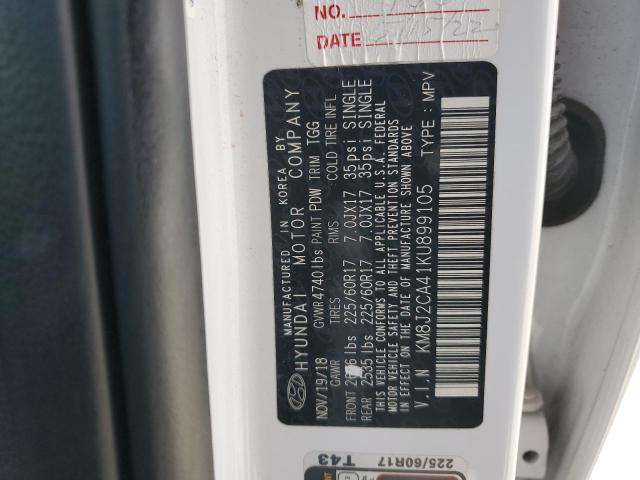 NO.
DATE
MANUFACTURED IN KOREA BY
HYUNDAI MOTOR COMPANY
NOV/19/18 GVWR 4740lbs PAINT PDW TRIM TGG
GAWR TIRES RIMS COLD TIRE INFL.
FRONT lbs 225/60R17 7.0JX17 35psi SINGLE
REAR 2535lbs 225/60R17 7.0JX17 35psi SINGLE
THIS VEHICLE CONFORMS TO ALL APPLICABLE U.S.A. FEDERAL
MOTOR VEHICLE SAFETY AND THEFT PREVENTION STANDARDS
IN EFFECT ON THE DATE OF MANUFACTURE SHOWN ABOVE
V.I.N KM8J2CA41KU899105 TYPE : MPV
225/60R17
T43